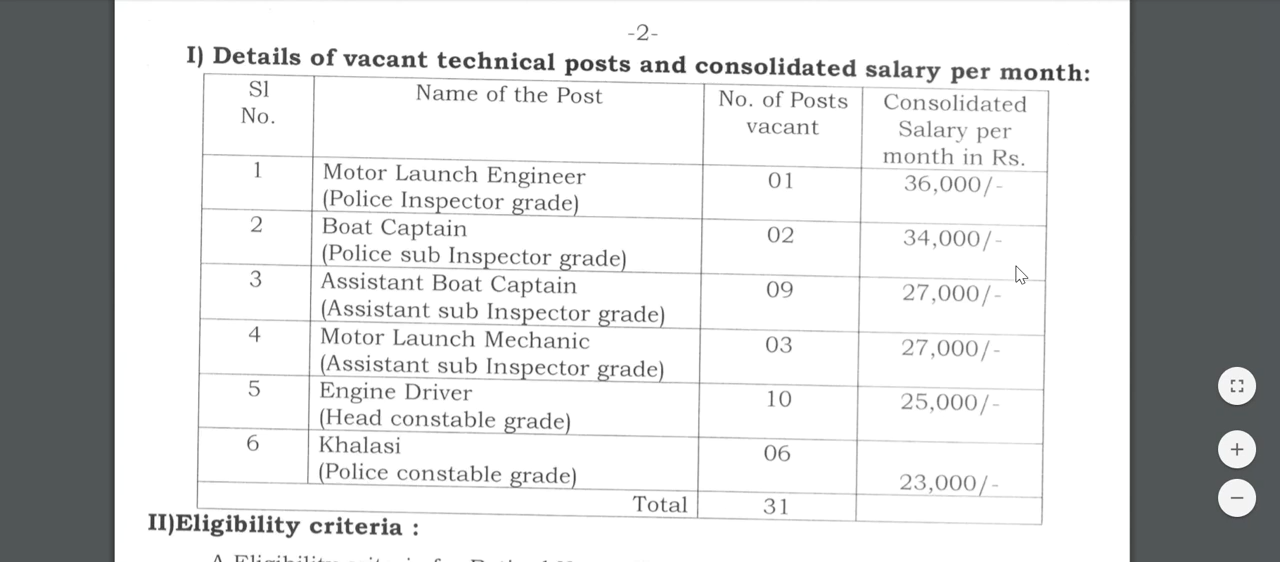 -2-
I) Details of vacant technical posts and consolidated salary per month:
Sl No. Name of the Post No. of Posts vacant Consolidated Salary per month in Rs.
1 Motor Launch Engineer 01 36,000/-
(Police Inspector grade)
2 Boat Captain 02 34,000/-
(Police sub Inspector grade)
3 Assistant Boat Captain 09 27,000/-
(Assistant sub Inspector grade)
4 Motor Launch Mechanic 03 27,000/-
(Assistant sub Inspector grade)
5 Engine Driver 10 25,000/-
(Head constable grade)
6 Khalasi 06
(Police constable grade) 23,000/-
Total 31
II)Eligibility criteria :